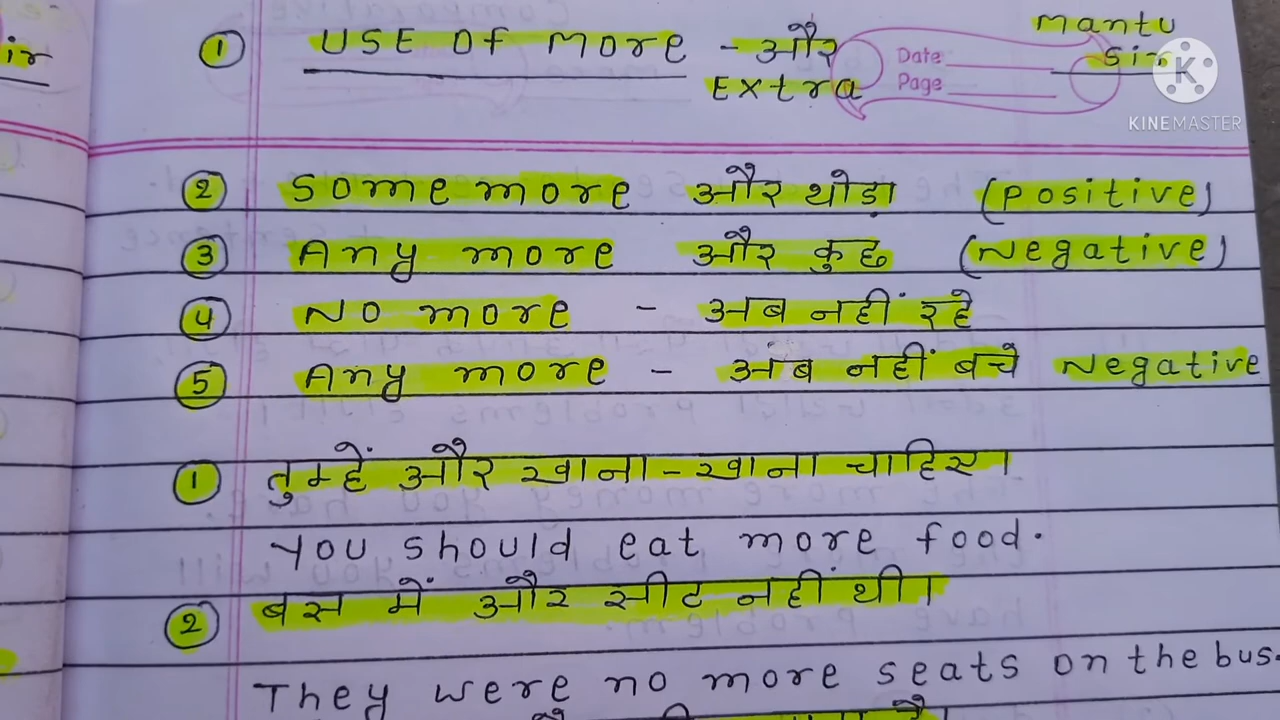 ir
① USE OF MORE - और Mantu
Extra Date Sir
Page
KINEMASTER
② Some more और थोड़ा (Positive)
③ Any more और कुछ (Negative)
④ No more - अब नहीं रहे
⑤ Any more - अब नहीं बचे Negative
① तुम्हें और खाना-खाना चाहिए।
You should eat more food.
② बस में और सीट नहीं थी।
They were no more seats on the bus.